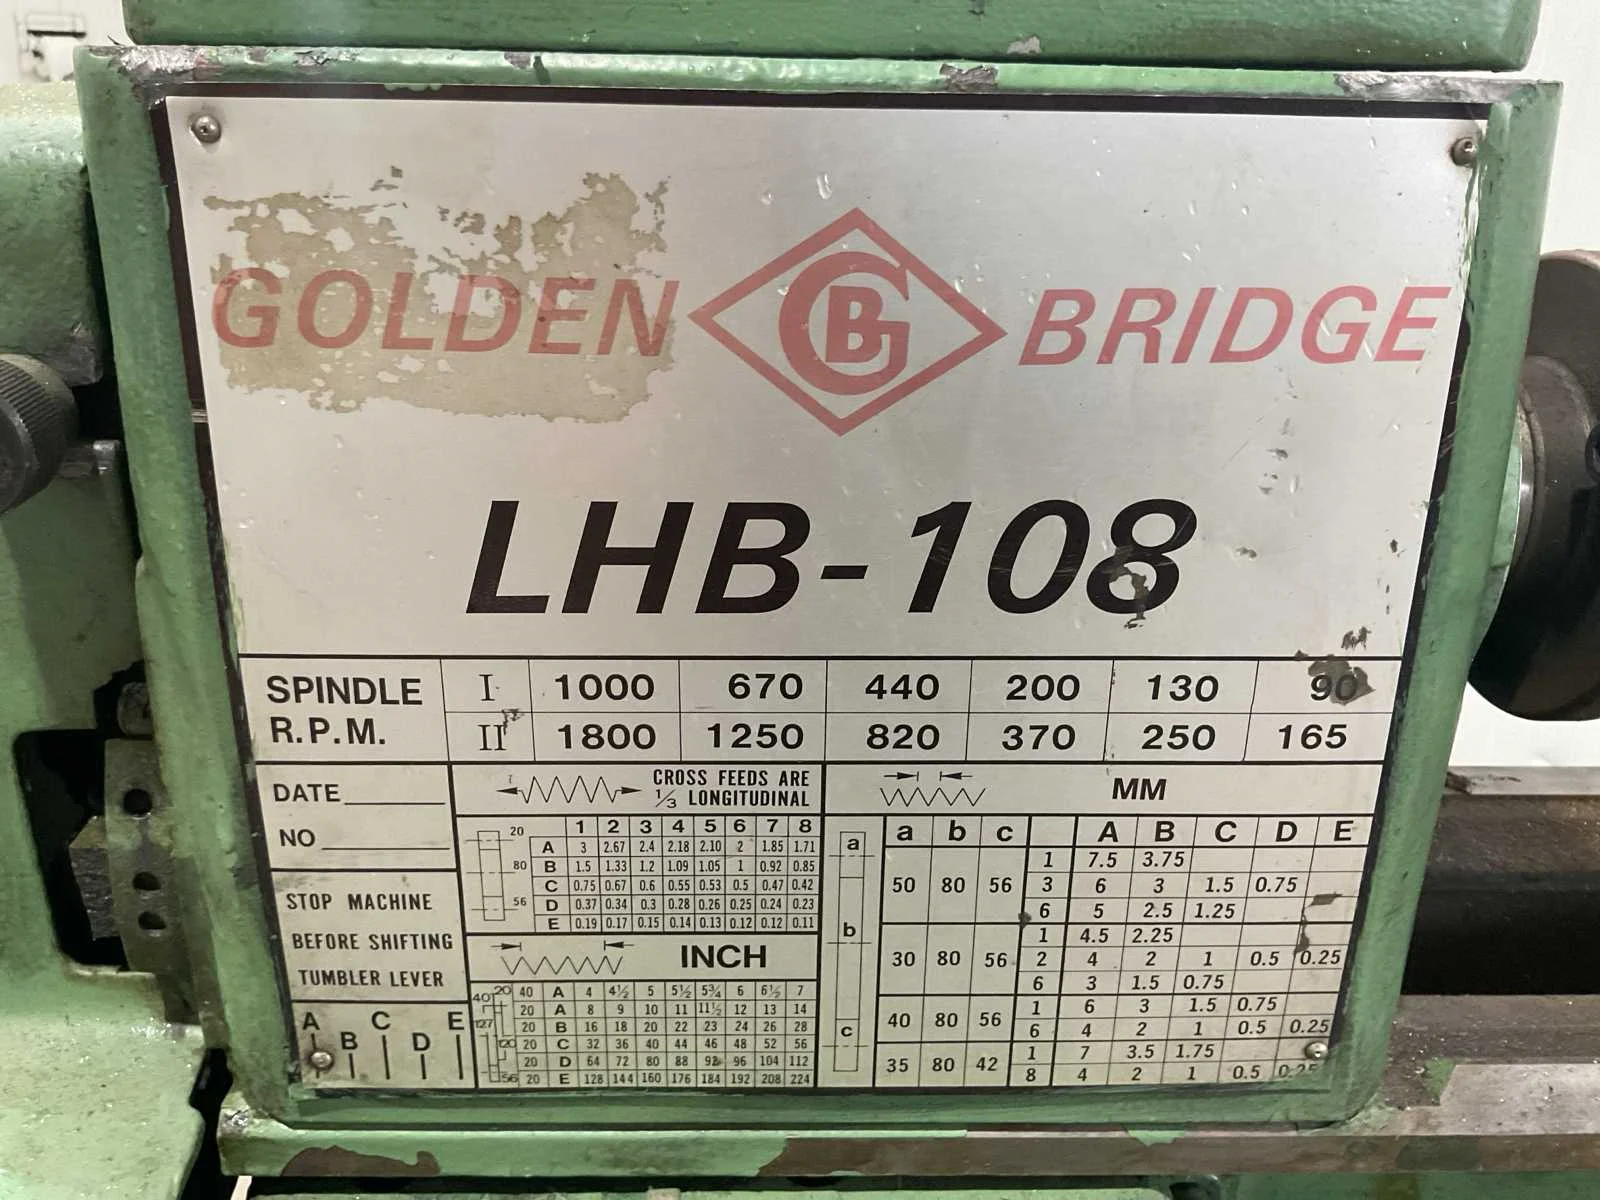 GOLDEN GB BRIDGE
LHB-108
SPINDLE R.P.M.
I 1000 670 440 200 130 90
II 1800 1250 820 370 250 165
DATE
NO
STOP MACHINE
BEFORE SHIFTING
TUMBLER LEVER
A B C D E
CROSS FEEDS ARE
1/3 LONGITUDINAL
20
80
56
1 2 3 4 5 6 7 8
A 3 2.67 2.4 2.18 2.10 2 1.85 1.71
B 1.5 1.33 1.2 1.09 1.05 1 0.92 0.85
C 0.75 0.67 0.6 0.55 0.53 0.5 0.47 0.42
D 0.37 0.34 0.3 0.28 0.26 0.25 0.24 0.23
E 0.19 0.17 0.15 0.14 0.13 0.12 0.12 0.11
INCH
40 20
127
120
56
40 A 4 4½ 5 5½ 5¾ 6 6½ 7
20 A 8 9 10 11 11½ 12 13 14
20 B 16 18 20 22 23 24 26 28
20 C 32 36 40 44 46 48 52 56
20 D 64 72 80 88 92 96 104 112
20 E 128 144 160 176 184 192 208 224
MM
a
b
c
a b c A B C D E
50 80 56
1 7.5 3.75
3 6 3 1.5 0.75
6 5 2.5 1.25
30 80 56
1 4.5 2.25
2 4 2 1 0.5 0.25
6 3 1.5 0.75
40 80 56
1 6 3 1.5 0.75
6 4 2 1 0.5 0.25
35 80 42
1 7 3.5 1.75
8 4 2 1 0.5 0.25